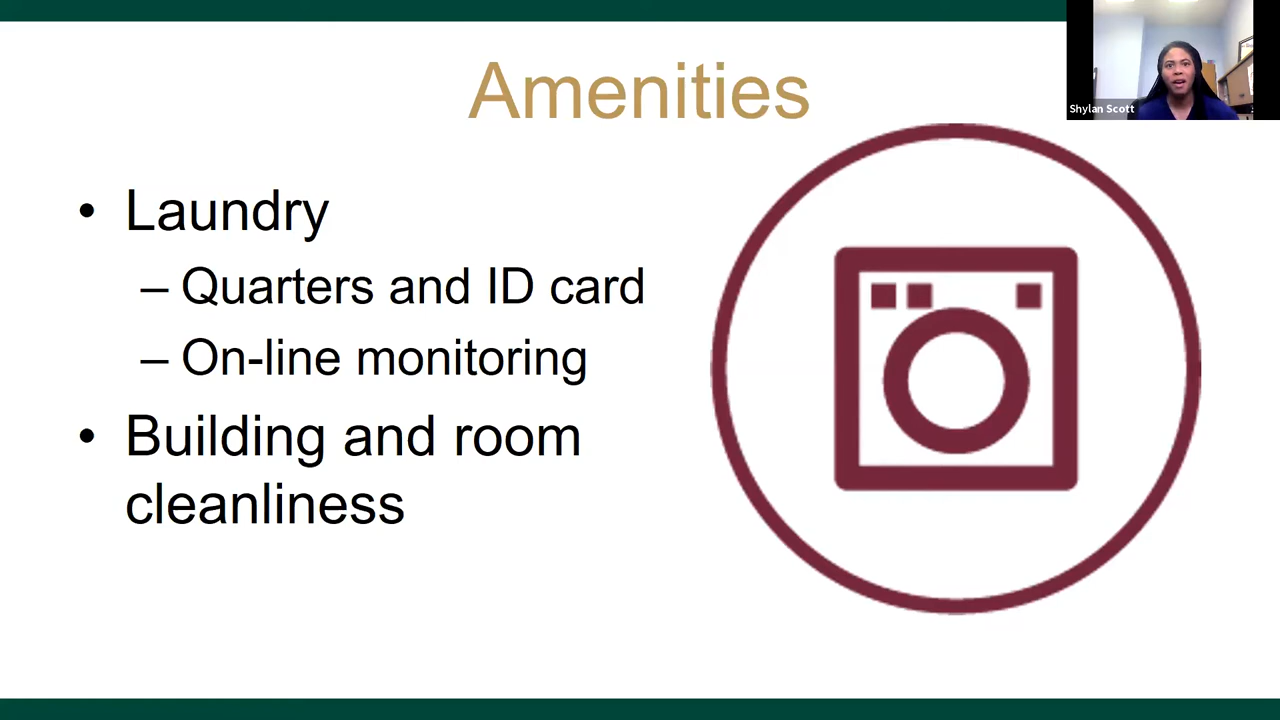 Amenities
Shylan Scott
• Laundry
– Quarters and ID card
– On-line monitoring
• Building and room
cleanliness